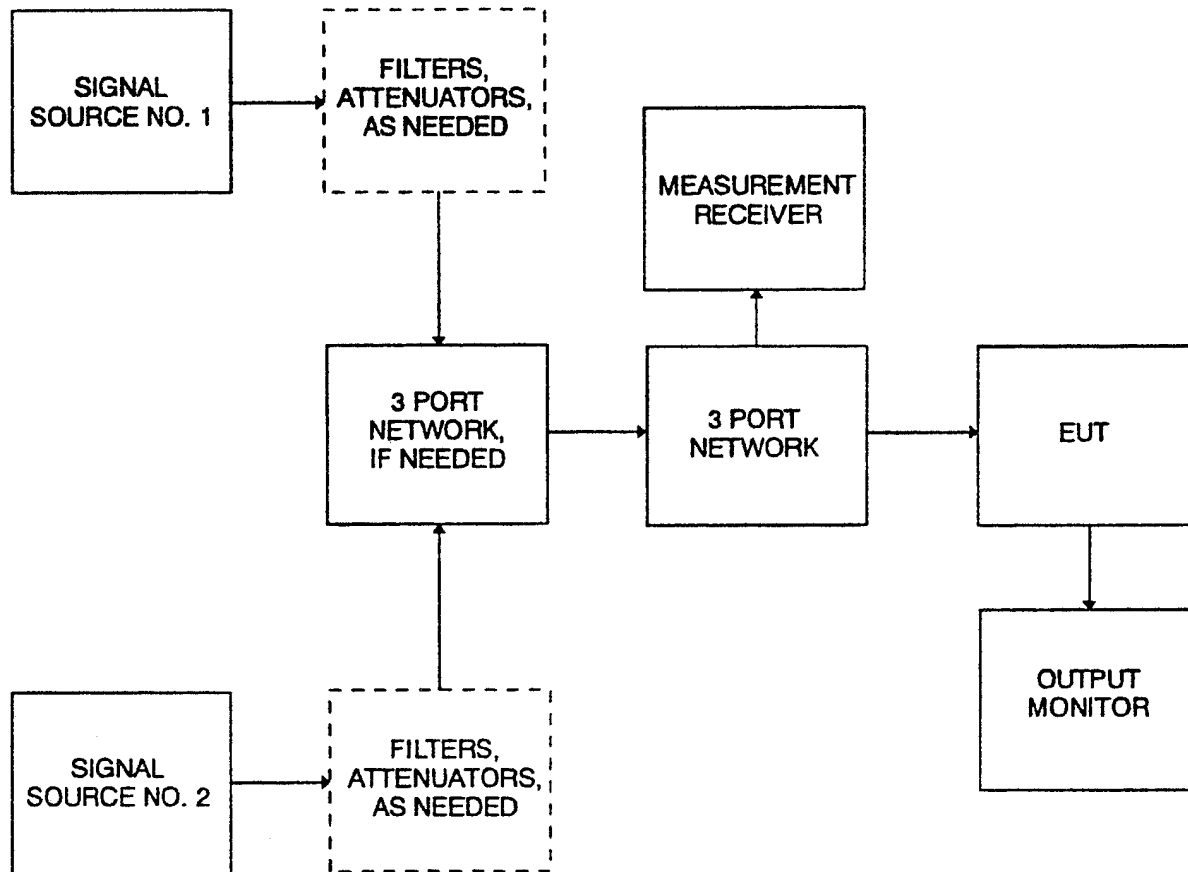 SIGNAL
SOURCE NO. 1
FILTERS,
ATTENUATORS,
AS NEEDED
MEASUREMENT
RECEIVER
3 PORT
NETWORK,
IF NEEDED
3 PORT
NETWORK
EUT
SIGNAL
SOURCE NO. 2
FILTERS,
ATTENUATORS,
AS NEEDED
OUTPUT
MONITOR